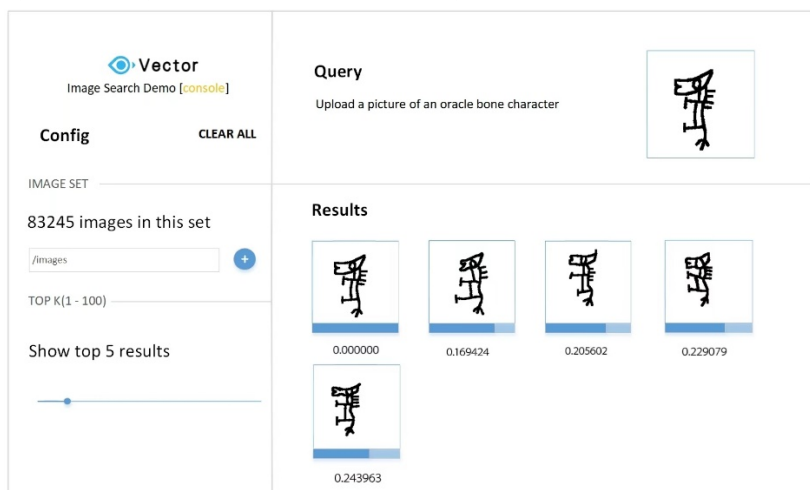 Vector
Image Search Demo [console]
Config
CLEAR ALL
IMAGE SET
83245 images in this set
/images
+
TOP K(1 - 100)
Show top 5 results
Query
Upload a picture of an oracle bone character
Results
0.000000
0.169424
0.205602
0.229079
0.243963